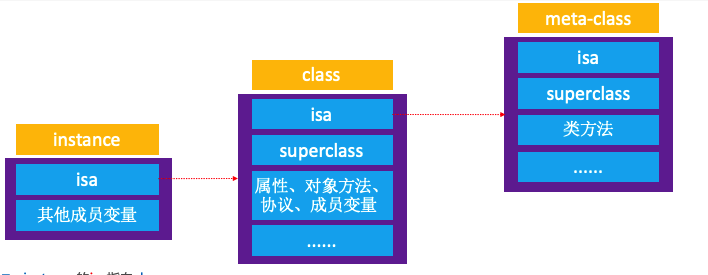 instance
isa
其他成员变量
class
isa
superclass
属性、对象方法、
协议、成员变量
......
meta-class
isa
superclass
类方法
......